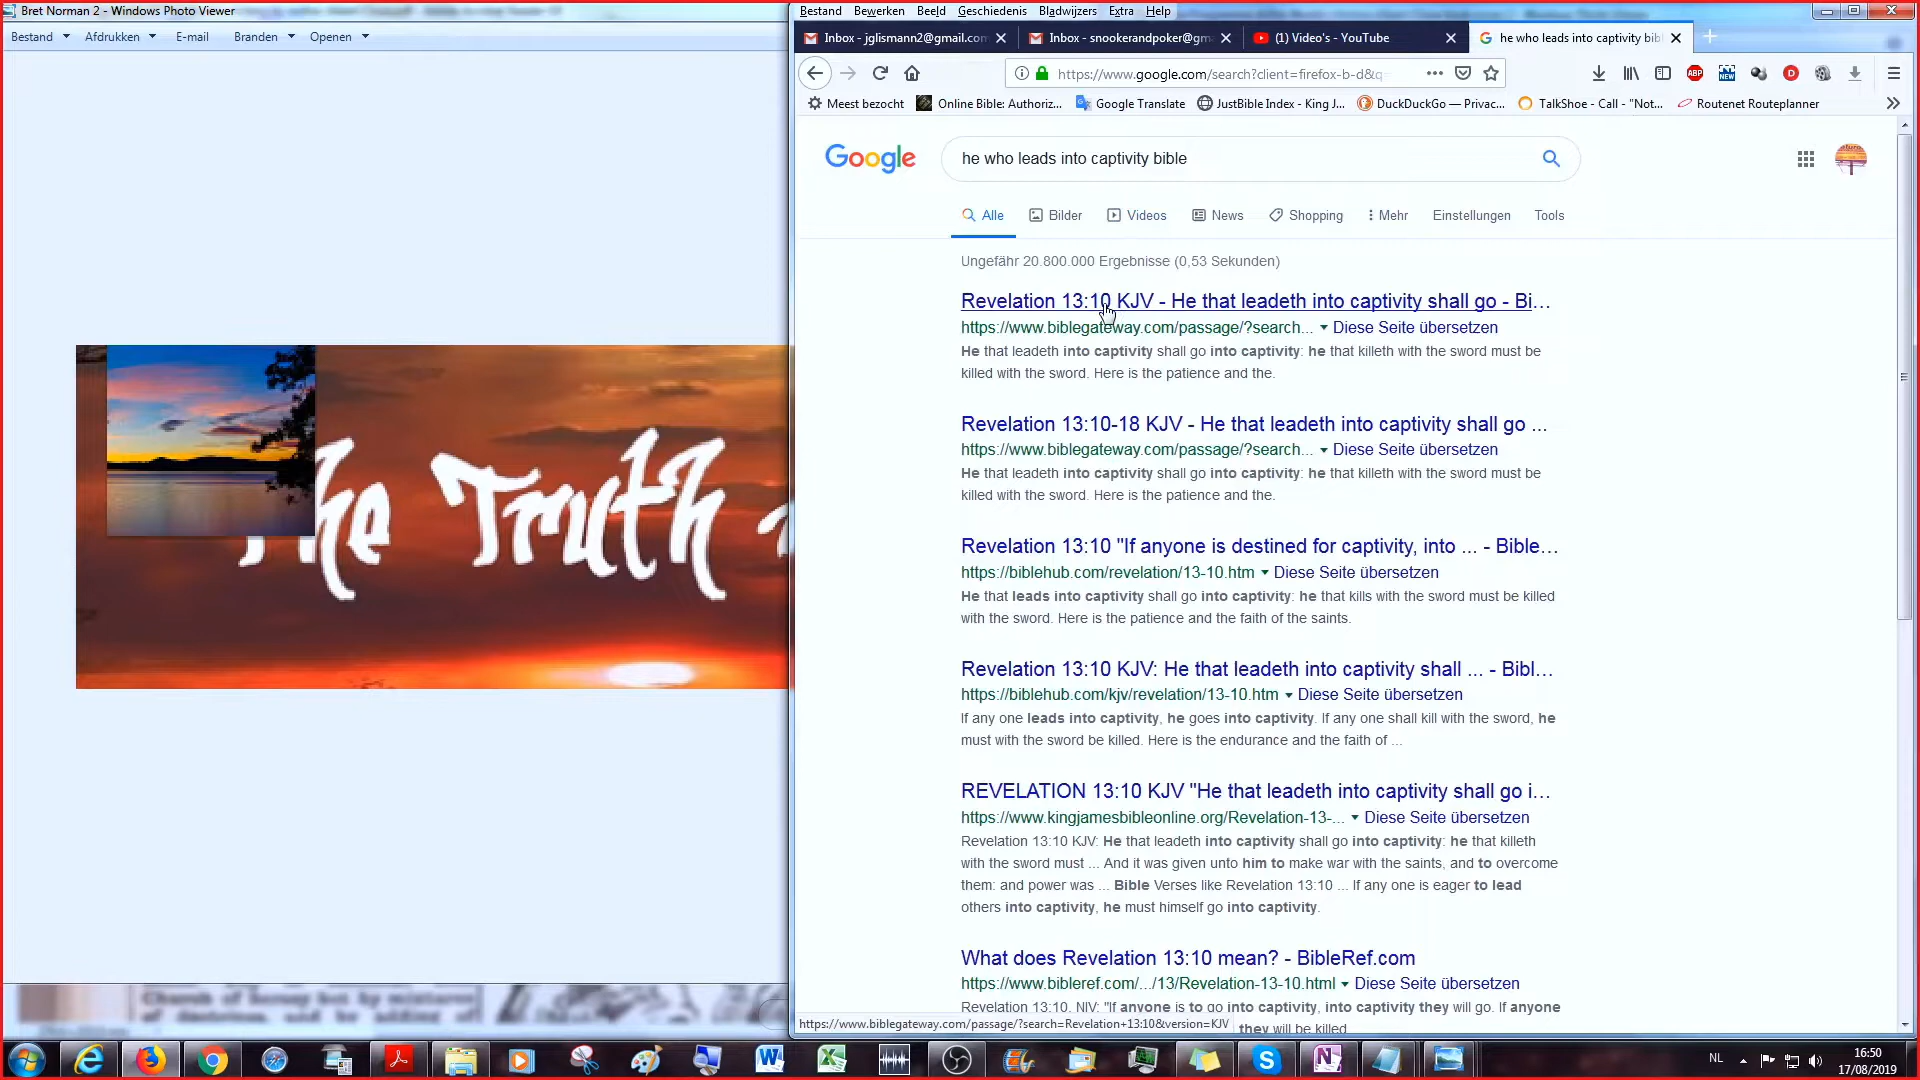 Bret Norman 2 - Windows Photo Viewer
Bestand Afdrukken E-mail Branden Openen
he Truth
Church of
of doctrines, and be adding of
Bestand Bewerken Beeld Geschiedenis Bladwijzers Extra Help
Inbox - jglismann2@gmail.com
Inbox - snookerandpoker@gm
(1) Video's - YouTube
he who leads into captivity bib
https://www.google.com/search?client=firefox-b-d&q
ABP NEW
Meest bezocht Online Bible: Authoriz... Google Translate JustBible Index - King J... DuckDuckGo — Privac... TalkShoe - Call - "Not... Routenet Routeplanner
Google he who leads into captivity bible
Alle Bilder Videos News Shopping Mehr Einstellungen Tools
Ungefähr 20.800.000 Ergebnisse (0,53 Sekunden)
Revelation 13:10 KJV - He that leadeth into captivity shall go - Bi...
https://www.biblegateway.com/passage/?search... Diese Seite übersetzen
He that leadeth into captivity shall go into captivity: he that killeth with the sword must be
killed with the sword. Here is the patience and the.
Revelation 13:10-18 KJV - He that leadeth into captivity shall go ...
https://www.biblegateway.com/passage/?search... Diese Seite übersetzen
He that leadeth into captivity shall go into captivity: he that killeth with the sword must be
killed with the sword. Here is the patience and the.
Revelation 13:10 "If anyone is destined for captivity, into ... - Bible...
https://biblehub.com/revelation/13-10.htm Diese Seite übersetzen
He that leads into captivity shall go into captivity: he that kills with the sword must be killed
with the sword. Here is the patience and the faith of the saints.
Revelation 13:10 KJV: He that leadeth into captivity shall ... - Bibl...
https://biblehub.com/kjv/revelation/13-10.htm Diese Seite übersetzen
If any one leads into captivity, he goes into captivity. If any one shall kill with the sword, he
must with the sword be killed. Here is the endurance and the faith of ...
REVELATION 13:10 KJV "He that leadeth into captivity shall go i...
https://www.kingjamesbibleonline.org/Revelation-13-... Diese Seite übersetzen
Revelation 13:10 KJV: He that leadeth into captivity shall go into captivity: he that killeth
with the sword must ... And it was given unto him to make war with the saints, and to overcome
them: and power was ... Bible Verses like Revelation 13:10 ... If any one is eager to lead
others into captivity, he must himself go into captivity.
What does Revelation 13:10 mean? - BibleRef.com
https://www.bibleref.com/.../13/Revelation-13-10.html Diese Seite übersetzen
Revelation 13:10, NIV: "If anyone is to go into captivity, into captivity they will go. If anyone
they will be killed
https://www.biblegateway.com/passage/?search=Revelation+13:10&version=KJV
NL
16:50
17/08/2019